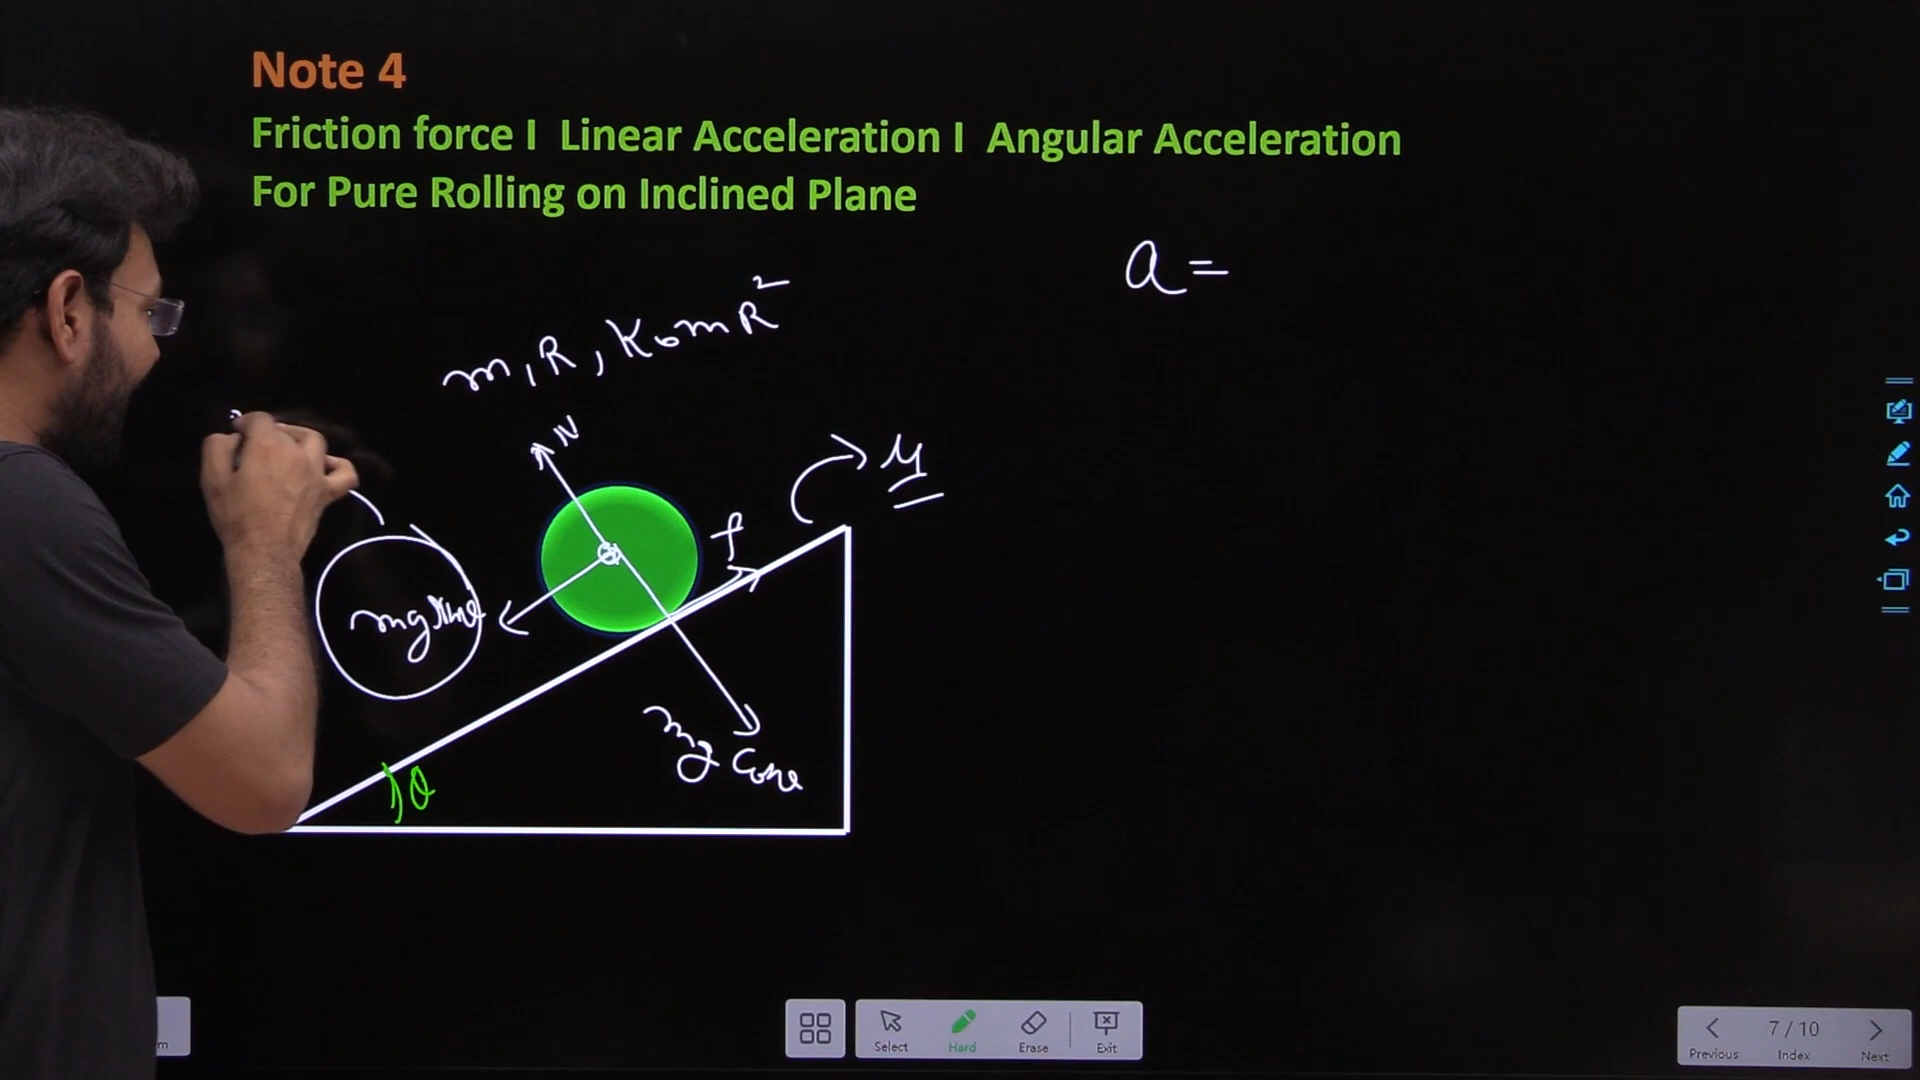 Note 4
Friction force I Linear Acceleration I Angular Acceleration
For Pure Rolling on Inclined Plane
a =
m, R, K₀mR²
N
μ
f
mg sinθ
mg cosθ
θ
m
Select
Hard
Erase
Exit
Previous
7 / 10
Index
Next